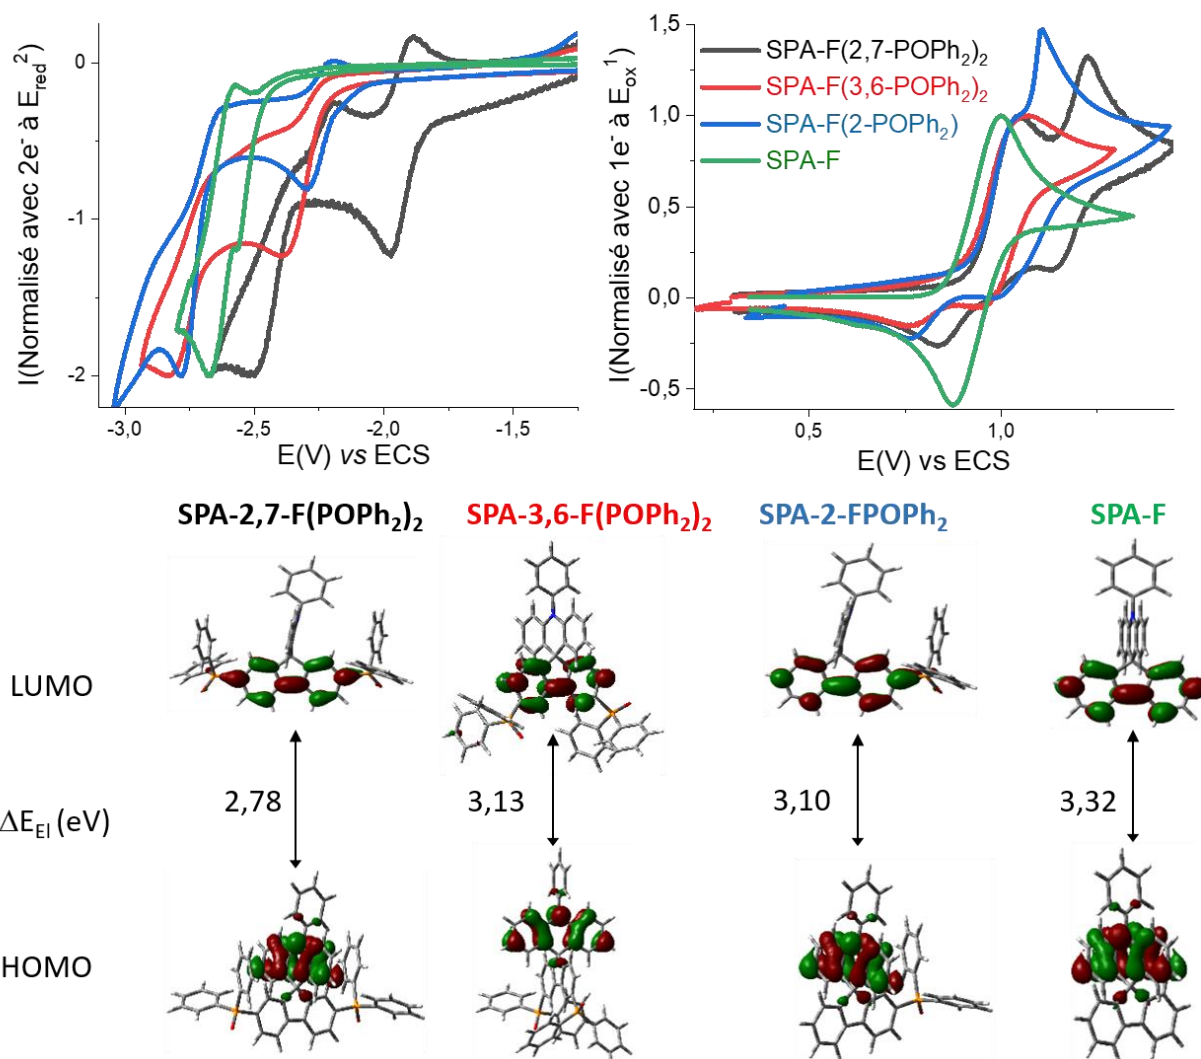 I(Normalisé avec 2e⁻ à E_red²)
0
-1
-2
-3,0 -2,5 -2,0 -1,5
E(V) vs ECS
I(Normalisé avec 1e⁻ à E_ox¹)
1,5
1,0
0,5
0,0
-0,5
SPA-F(2,7-POPh₂)₂
SPA-F(3,6-POPh₂)₂
SPA-F(2-POPh₂)
SPA-F
0,5 1,0
E(V) vs ECS
SPA-2,7-F(POPh₂)₂ SPA-3,6-F(POPh₂)₂ SPA-2-FPOPh₂ SPA-F
LUMO
ΔE_El (eV) 2,78 3,13 3,10 3,32
HOMO